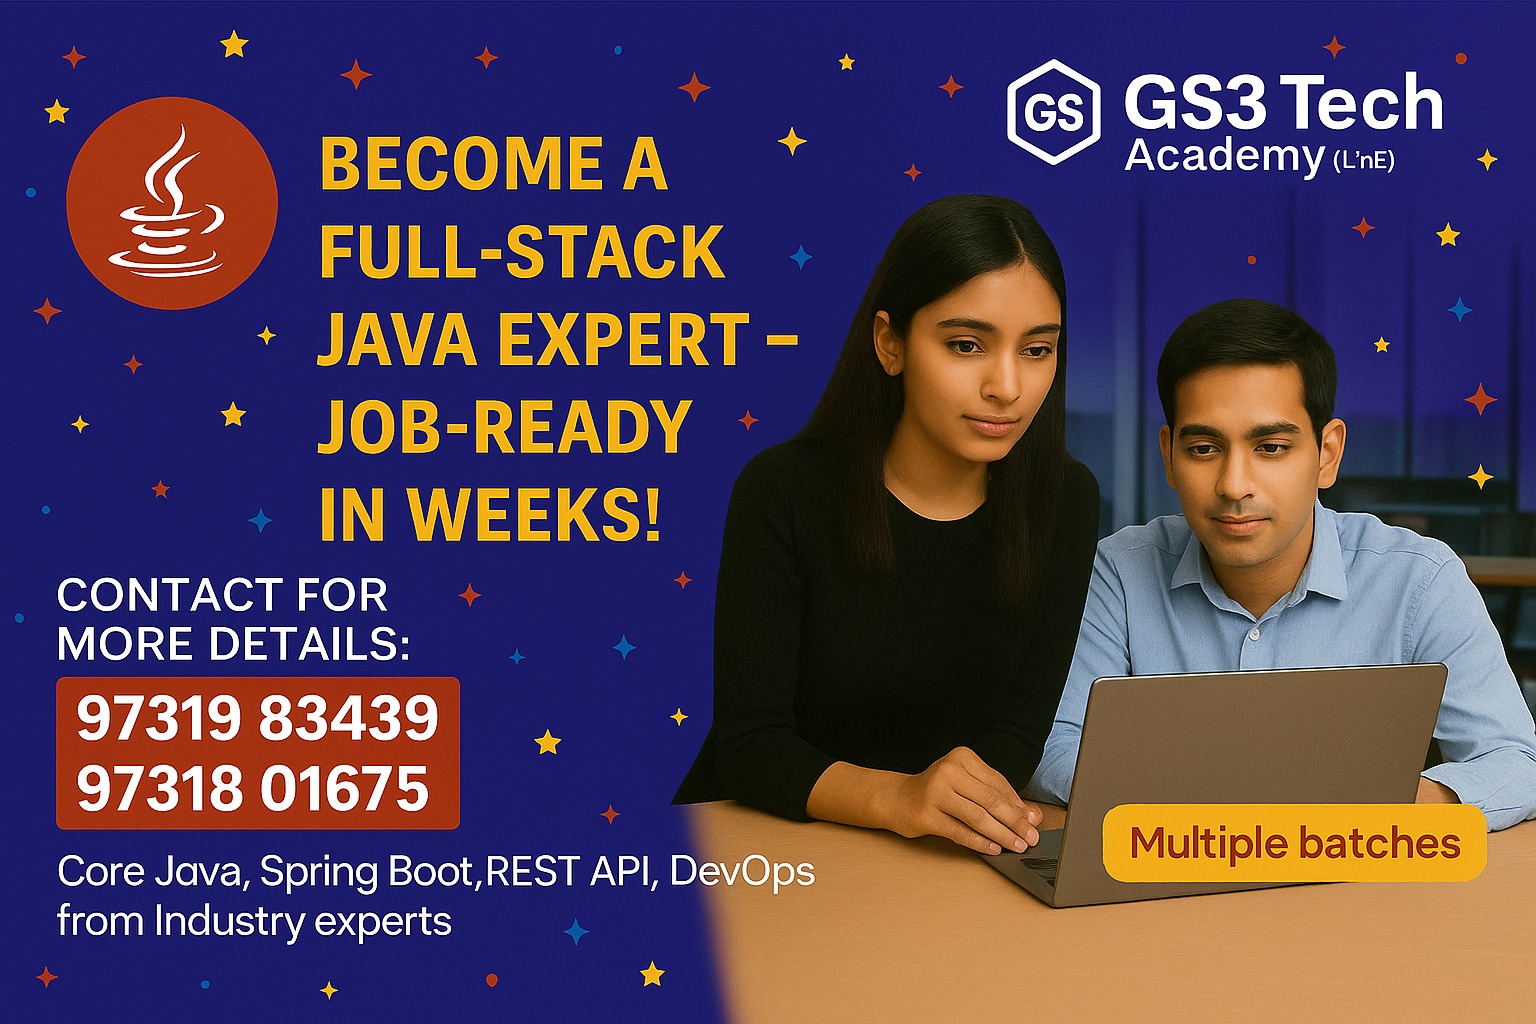 GS
GS3 Tech
Academy (L'nE)
BECOME A
FULL-STACK
JAVA EXPERT –
JOB-READY
IN WEEKS!
CONTACT FOR
MORE DETAILS:
97319 83439
97318 01675
Core Java, Spring Boot,REST API, DevOps
from Industry experts
Multiple batches